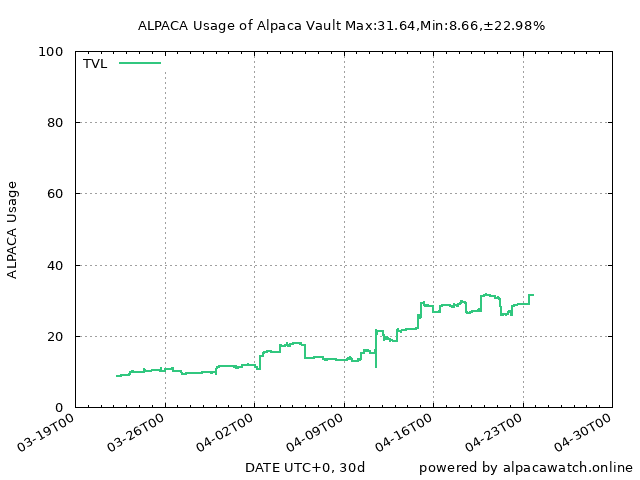 ALPACA Usage of Alpaca Vault Max:31.64,Min:8.66,±22.98%
TVL
100
80
60
40
20
0
ALPACA Usage
03-19T00
03-26T00
04-02T00
04-09T00
04-16T00
04-23T00
04-30T00
DATE UTC+0, 30d
powered by alpacawatch.online